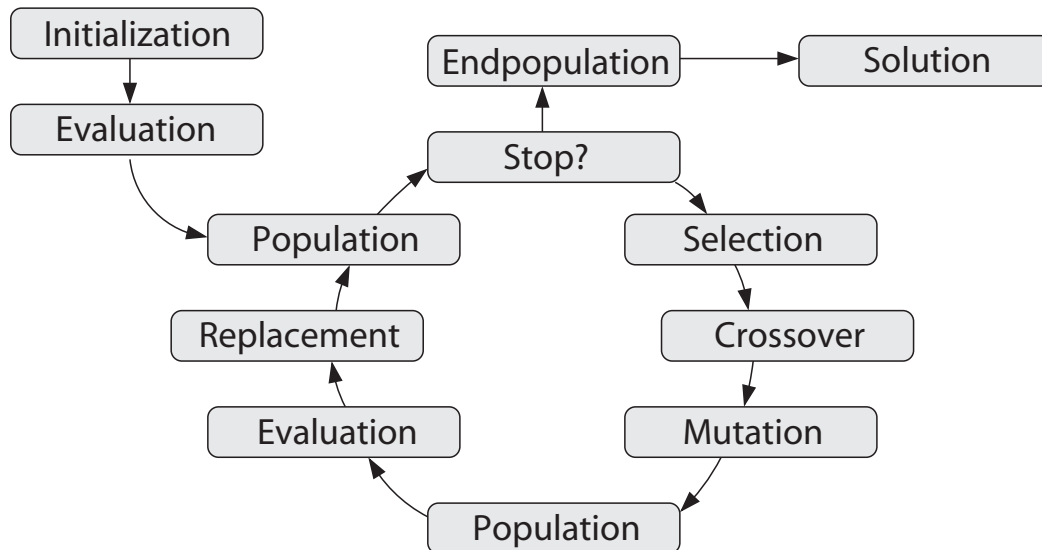 Initialization
Evaluation
Endpopulation
Solution
Stop?
Population
Selection
Replacement
Crossover
Evaluation
Mutation
Population